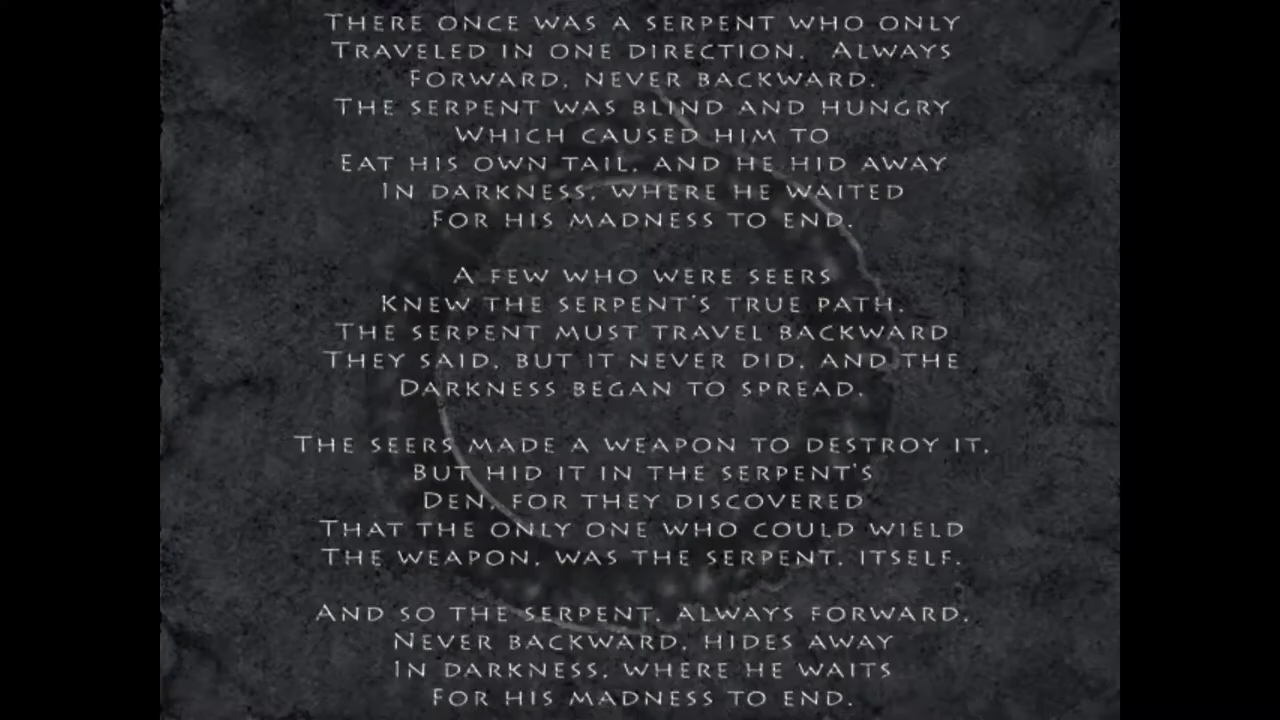 THERE ONCE WAS A SERPENT WHO ONLY
TRAVELED IN ONE DIRECTION. ALWAYS
FORWARD, NEVER BACKWARD.
THE SERPENT WAS BLIND AND HUNGRY
WHICH CAUSED HIM TO
EAT HIS OWN TAIL, AND HE HID AWAY
IN DARKNESS, WHERE HE WAITED
FOR HIS MADNESS TO END.
A FEW WHO WERE SEERS
KNEW THE SERPENT'S TRUE PATH.
THE SERPENT MUST TRAVEL BACKWARD
THEY SAID, BUT IT NEVER DID, AND THE
DARKNESS BEGAN TO SPREAD.
THE SEERS MADE A WEAPON TO DESTROY IT,
BUT HID IT IN THE SERPENT'S
DEN, FOR THEY DISCOVERED
THAT THE ONLY ONE WHO COULD WIELD
THE WEAPON, WAS THE SERPENT, ITSELF.
AND SO THE SERPENT, ALWAYS FORWARD,
NEVER BACKWARD, HIDES AWAY
IN DARKNESS, WHERE HE WAITS
FOR HIS MADNESS TO END.